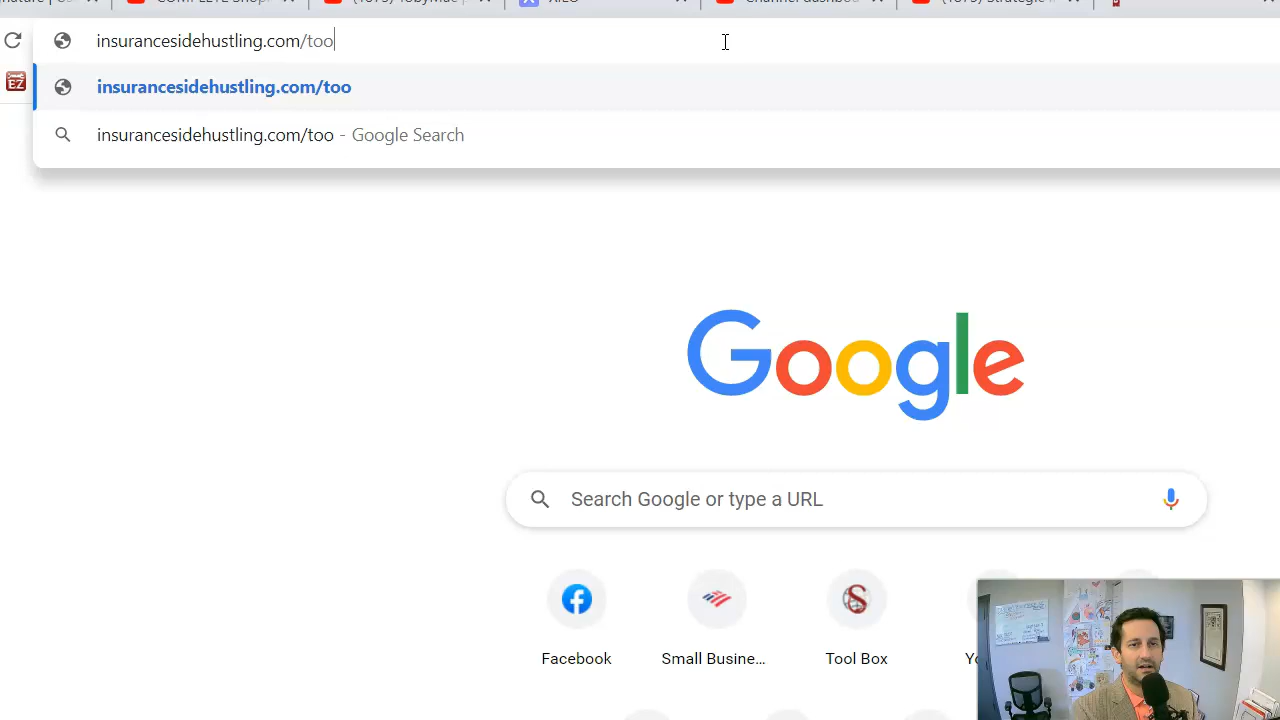 insurancesidehustling.com/too
EZ
insurancesidehustling.com/too
insurancesidehustling.com/too - Google Search
Google
Search Google or type a URL
Facebook
Small Busine...
Tool Box